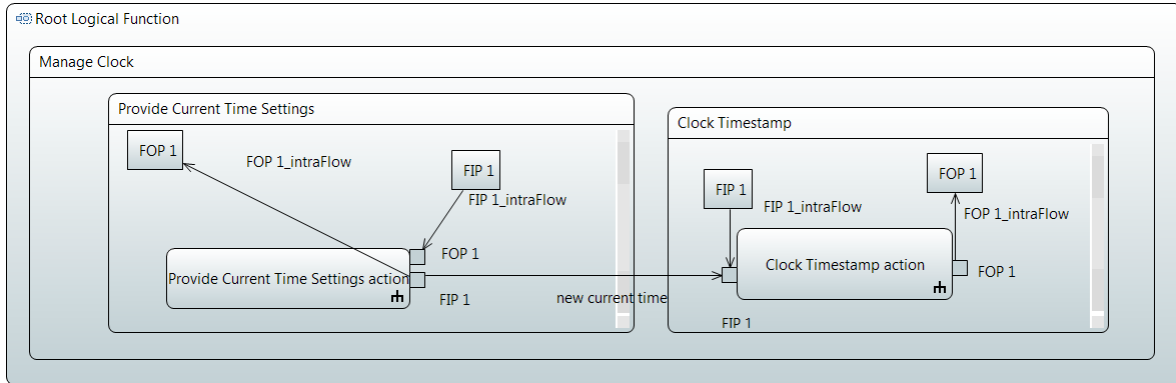 Root Logical Function
Manage Clock
Provide Current Time Settings
FOP 1
FOP 1_intraFlow
FIP 1
FIP 1_intraFlow
FOP 1
Provide Current Time Settings action
FIP 1
new current time
Clock Timestamp
FIP 1
FIP 1_intraFlow
FOP 1
FOP 1_intraFlow
Clock Timestamp action
FOP 1
FIP 1